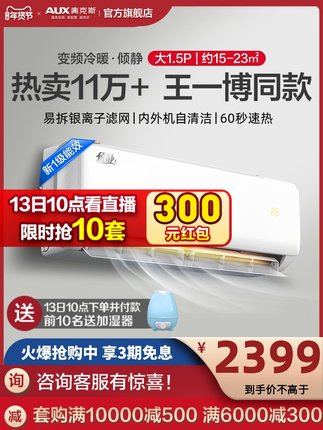 年货节
AUX奥克斯 官方旗舰店
变频冷暖·倾静 大1.5P 约15-23㎡
热卖11万+ 王一博同款
易拆银离子滤网|内外机自清洁|60秒速热
新1级能效
13日10点看直播
限时抢10套
300
元红包
送 13日10点下单并付款
前10名送加湿器
火爆抢购中 享3期免息
¥2399
询 咨询客服有惊喜!
到手价不高于
减 套购满10000减500 满6000减300